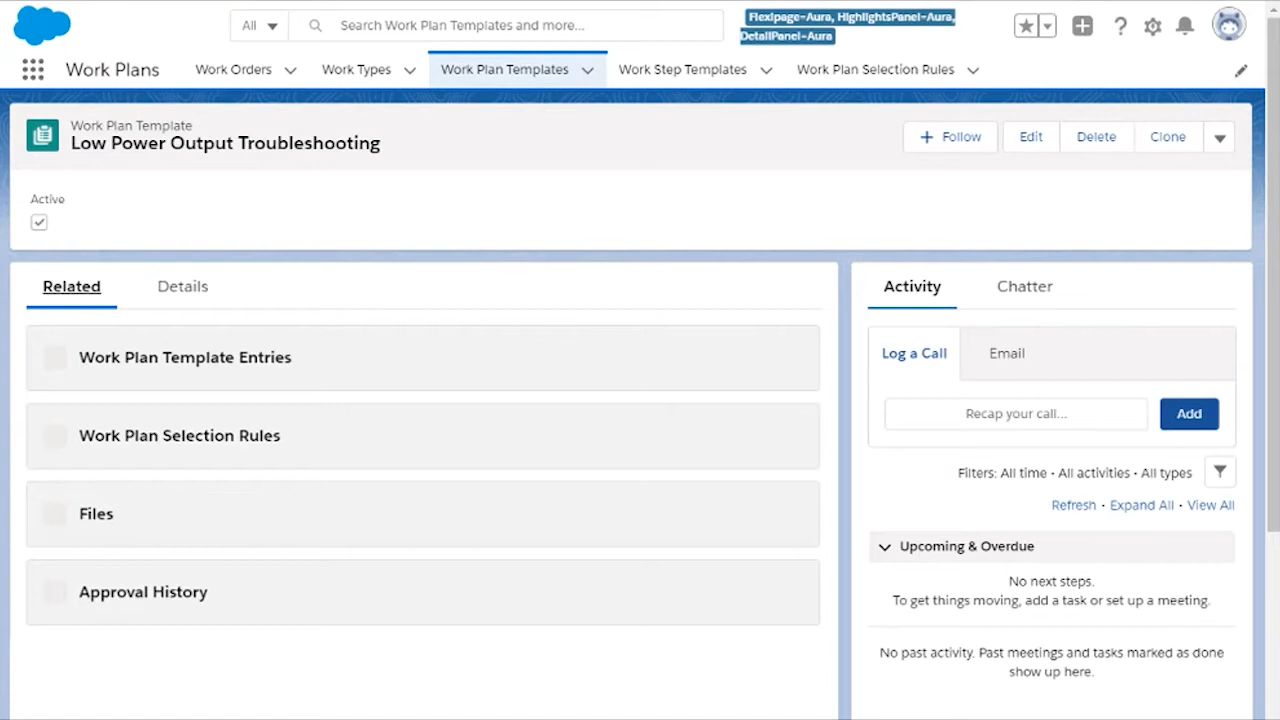 All
Search Work Plan Templates and more...
Flexipage-Aura, HighlightsPanel-Aura,
DetailPanel-Aura
Work Plans
Work Orders
Work Types
Work Plan Templates
Work Step Templates
Work Plan Selection Rules
Work Plan Template
Low Power Output Troubleshooting
Follow
Edit
Delete
Clone
Active
Related
Details
Work Plan Template Entries
Work Plan Selection Rules
Files
Approval History
Activity
Chatter
Log a Call
Email
Recap your call...
Add
Filters: All time • All activities • All types
Refresh • Expand All • View All
Upcoming & Overdue
No next steps.
To get things moving, add a task or set up a meeting.
No past activity. Past meetings and tasks marked as done
show up here.